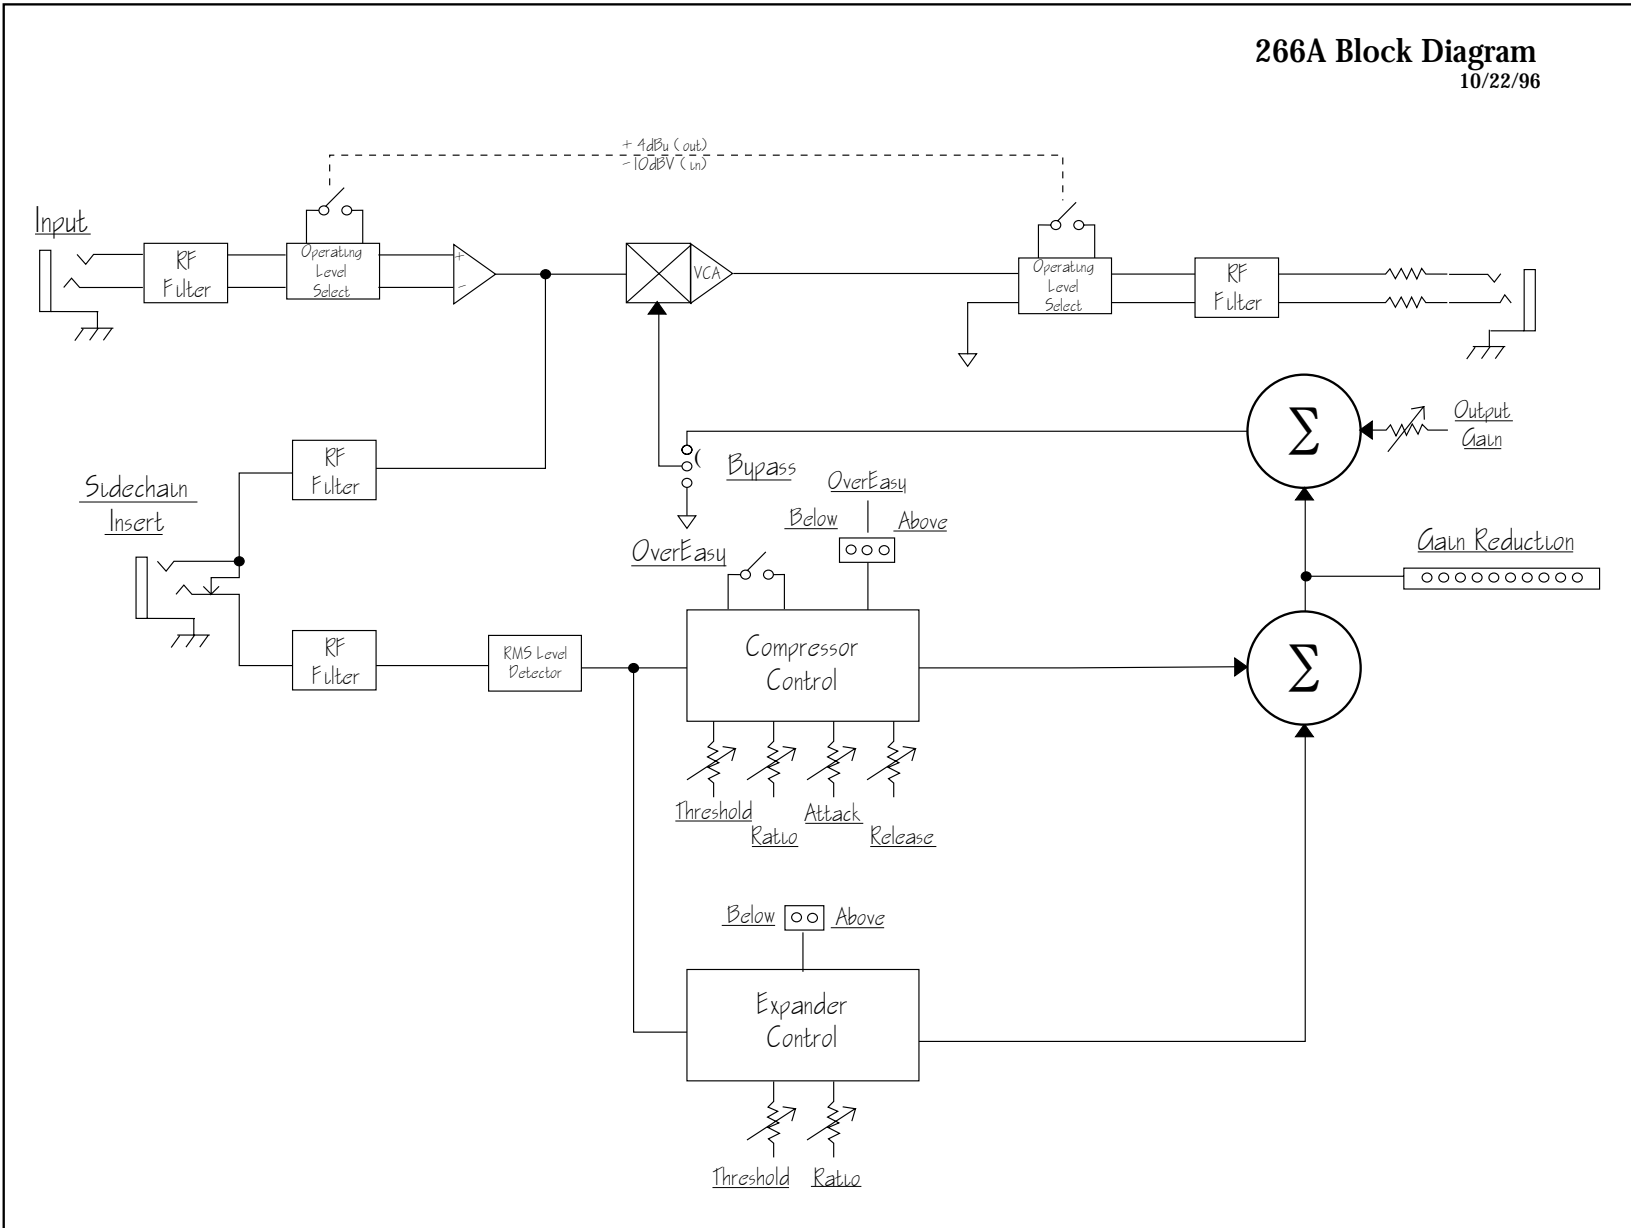 266A Block Diagram
10/22/96
+ 4dBu (out)
-10dBV (in)
Input
RF
Filter
Operating
Level
Select
+
-
VCA
Operating
Level
Select
RF
Filter
Σ
Output
Gain
RF
Filter
Bypass
Sidechain
Insert
OverEasy
Below
Above
OverEasy
Gain Reduction
RF
Filter
RMS Level
Detector
Compressor
Control
Σ
Threshold
Ratio
Attack
Release
Below
Above
Expander
Control
Threshold
Ratio